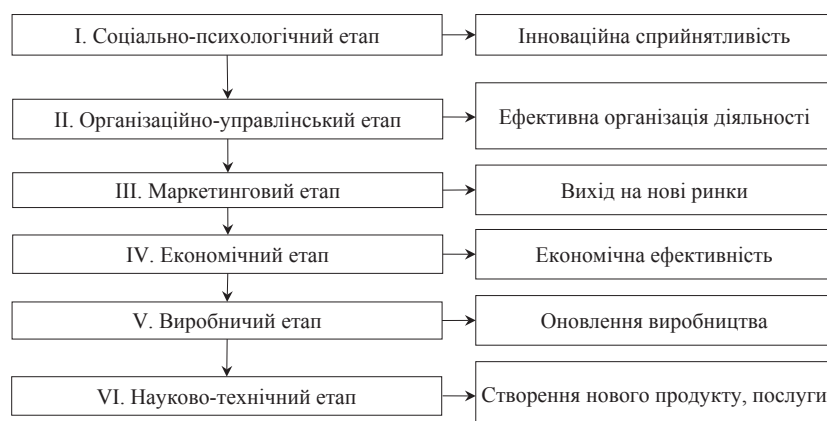 I. Соціально-психологічний етап
Інноваційна сприйнятливість
II. Організаційно-управлінський етап
Ефективна організація діяльності
III. Маркетинговий етап
Вихід на нові ринки
IV. Економічний етап
Економічна ефективність
V. Виробничий етап
Оновлення виробництва
VI. Науково-технічний етап
Створення нового продукту, послуги